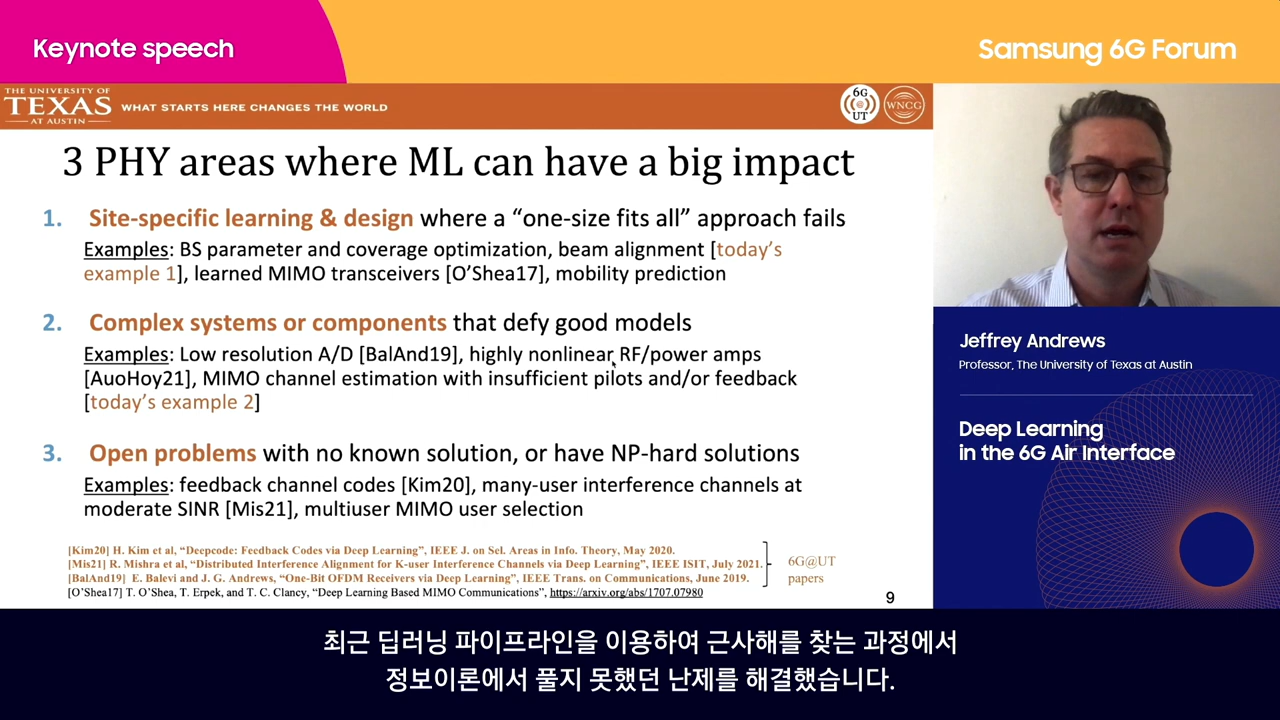 Keynote speech
Samsung 6G Forum
THE UNIVERSITY OF
TEXAS
AT AUSTIN
WHAT STARTS HERE CHANGES THE WORLD
6G
@
UT
WNCG
3 PHY areas where ML can have a big impact
1. Site-specific learning & design where a “one-size fits all” approach fails
Examples: BS parameter and coverage optimization, beam alignment [today’s
example 1], learned MIMO transceivers [O’Shea17], mobility prediction
2. Complex systems or components that defy good models
Examples: Low resolution A/D [BalAnd19], highly nonlinear RF/power amps
[AuoHoy21], MIMO channel estimation with insufficient pilots and/or feedback
[today’s example 2]
3. Open problems with no known solution, or have NP-hard solutions
Examples: feedback channel codes [Kim20], many-user interference channels at
moderate SINR [Mis21], multiuser MIMO user selection
[Kim20] H. Kim et al, “Deepcode: Feedback Codes via Deep Learning”, IEEE J. on Sel. Areas in Info. Theory, May 2020.
[Mis21] R. Mishra et al, “Distributed Interference Alignment for K-user Interference Channels via Deep Learning”, IEEE ISIT, July 2021.
[BalAnd19] E. Balevi and J. G. Andrews, “One-Bit OFDM Receivers via Deep Learning”, IEEE Trans. on Communications, June 2019.
[O’Shea17] T. O’Shea, T. Erpek, and T. C. Clancy, “Deep Learning Based MIMO Communications”, https://arxiv.org/abs/1707.07980
6G@UT
papers
9
Jeffrey Andrews
Professor, The University of Texas at Austin
Deep Learning
in the 6G Air Interface
최근 딥러닝 파이프라인을 이용하여 근사해를 찾는 과정에서
정보이론에서 풀지 못했던 난제를 해결했습니다.